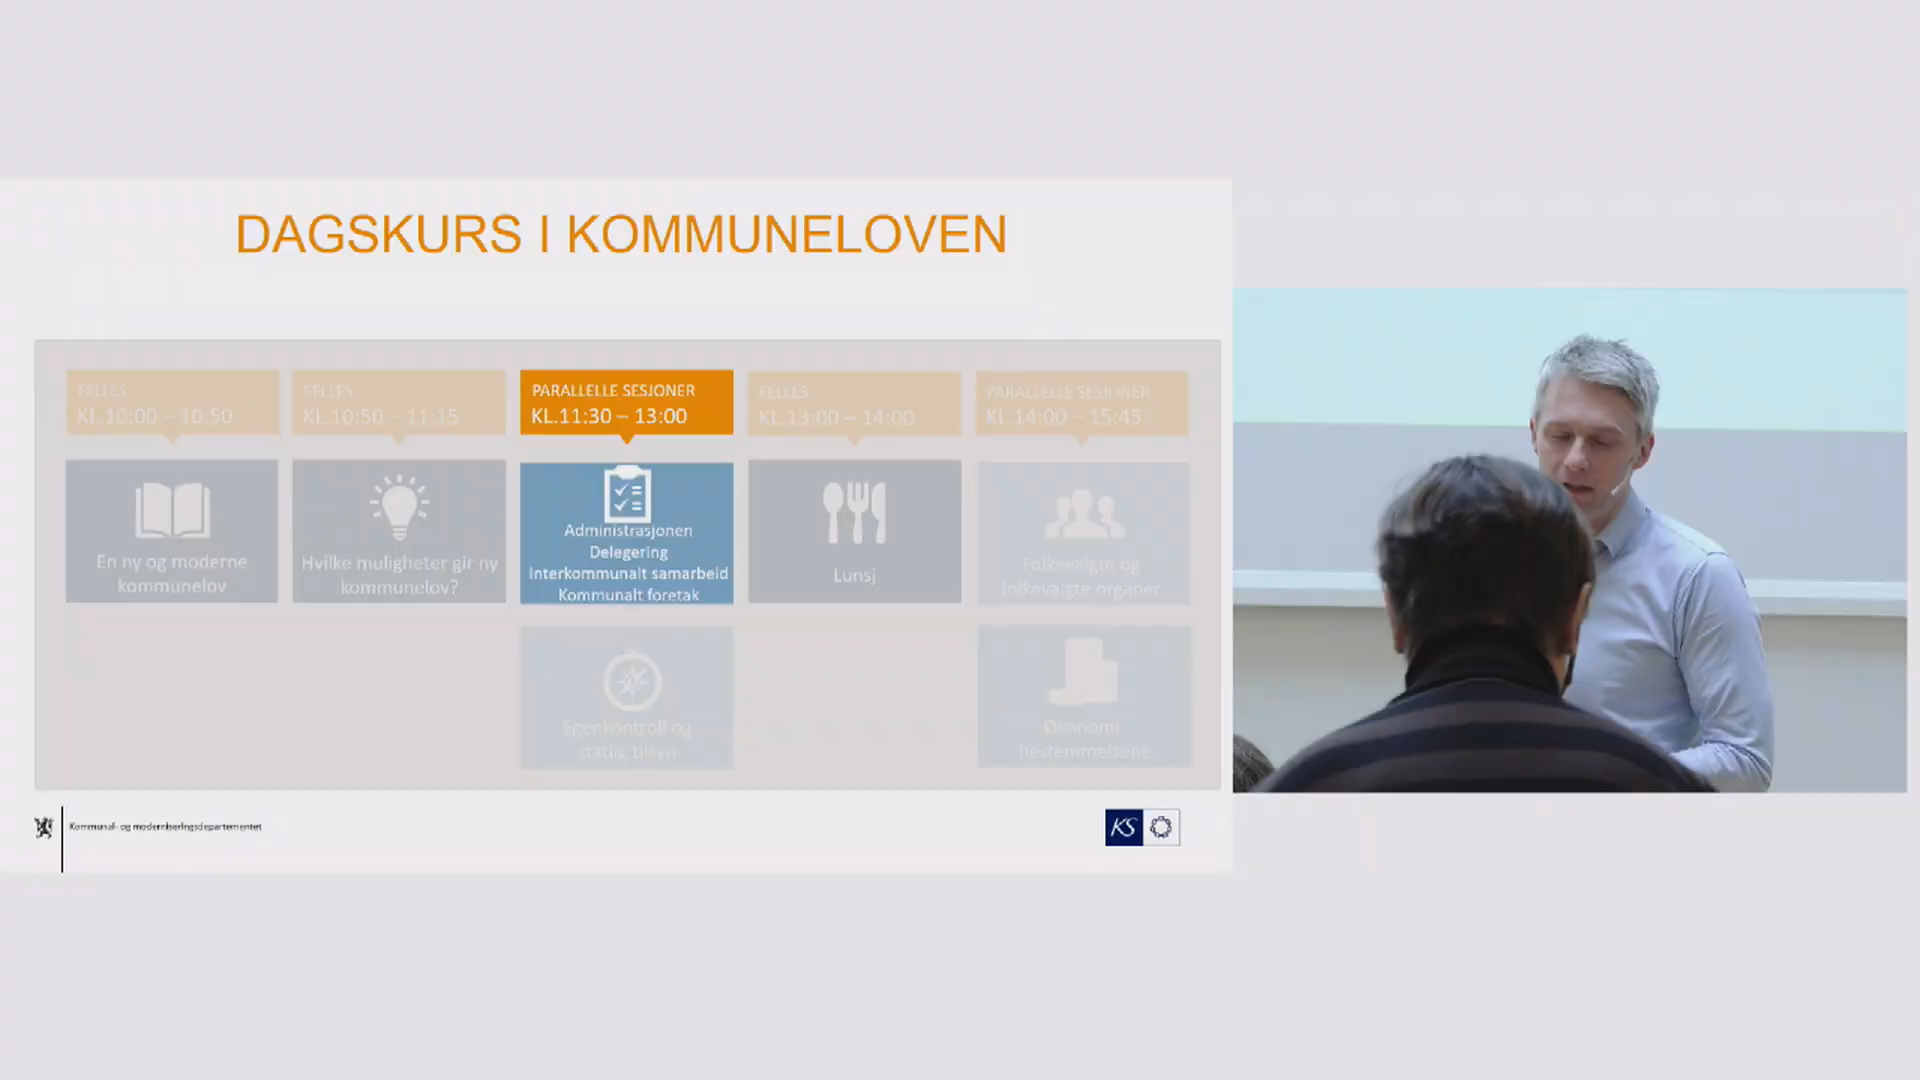 DAGSKURS I KOMMUNELOVEN
FELLES
KL.10:00 – 10:50
FELLES
KL.10:50 – 11:15
PARALLELLE SESJONER
KL.11:30 – 13:00
FELLES
KL.13:00 – 14:00
PARALLELLE SESJONER
KL.14:00 – 15:45
En ny og moderne
kommunelov
Hvilke muligheter gir ny
kommunelov?
Administrasjonen
Delegering
Interkommunalt samarbeid
Kommunalt foretak
Lunsj
Folkevalgte og
folkevalgte organer
Egenkontroll og
statlig tilsyn
Økonomi-
bestemmelsene
Kommunal- og moderniseringsdepartementet
KS